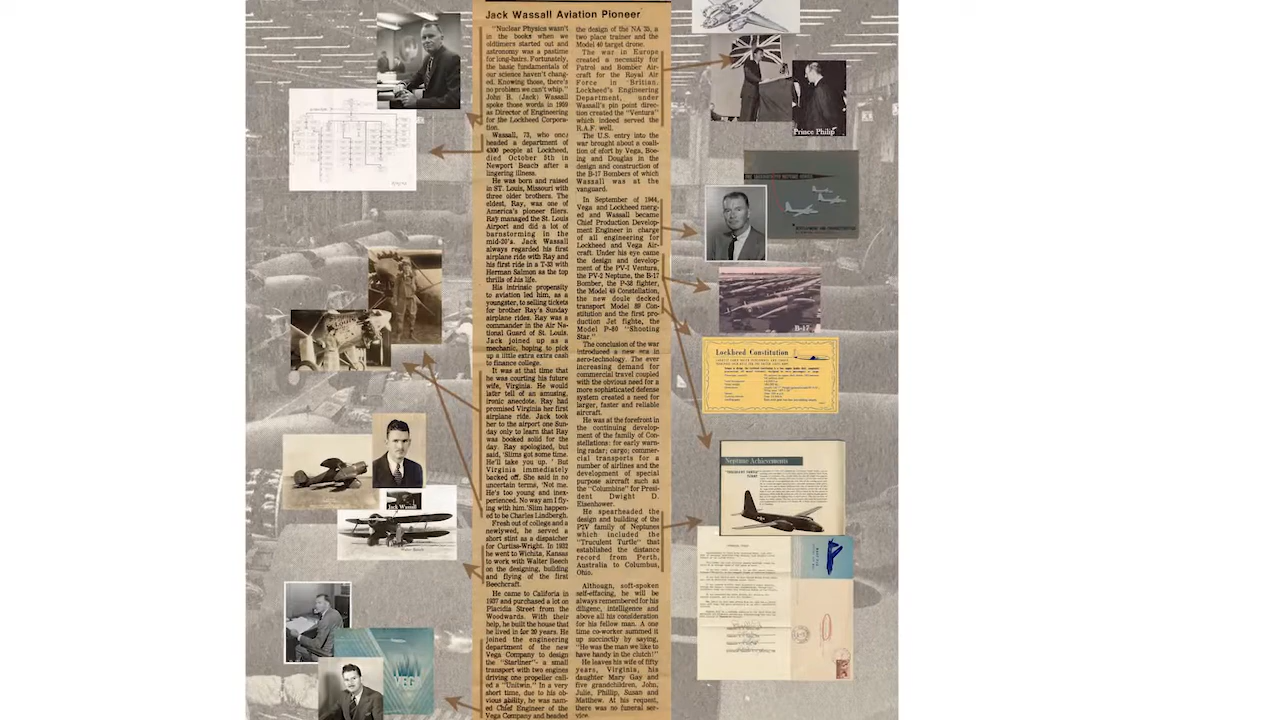 Jack Wassall Aviation Pioneer
"Nuclear Physics wasn't
in the books when we
oldtimers started out and
astronomy was a pastime
for long-hairs. Fortunately,
the basic fundamentals of
our science haven't chang-
ed. Knowing those, there's
no problem we can't whip."
John B. (Jack) Wassall
spoke those words in 1959
as Director of Engineering
for the Lockheed Corpora-
tion.
Wassall, 73, who once
headed a department of
4300 people at Lockheed,
died October 5th in
Newport Beach after a
lingering illness.
He was born and raised
in ST. Louis, Missouri with
three older brothers. The
eldest, Ray, was one of
America's pioneer fliers.
Ray managed the St. Louis
Airport and did a lot of
barnstorming in the
mid-20's. Jack Wassall
always regarded his first
airplane ride with Ray and
his first ride in a T-33 with
Herman Salmon as the top
thrills of his life.
His intrinsic propensity
to aviation led him, as a
youngster, to selling tickets
for brother Ray's Sunday
airplane rides. Ray was a
commander in the Air Na-
tional Guard of St. Louis.
Jack joined up as a
mechanic, hoping to pick
up a little extra extra cash
to finance college.
It was at that time that
he was courting his future
wife, Virginia. He would
later tell of an amusing,
ironic anecdote. Ray had
promised Virginia her first
airplane ride. Jack took
her to the airport one Sun-
day only to learn that Ray
was booked solid for the
day. Ray apologized, but
said, 'Slims got some time.
He'll take you up. ' But
Virginia immediately
backed off. She said in no
uncertain terms, 'Not me.
He's too young and inex-
perienced. No way am I fly-
ing with him.'Slim happen-
ed to be Charles Lindbergh.
Fresh out of college and a
newlywed, he served a
short stint as a dispatcher
for Curtiss-Wright. In 1932
he went to Wichita, Kansas
to work with Walter Beech
on the designing, building
and flying of the first
Beechcraft.
He came to Califoria in
1937 and purchased a lot on
Placidia Street from the
Woodwards. With their
help, he built the house that
he lived in for 20 years. He
joined the engineering
department of the new
Vega Company to design
the "Starliner"- a small
transport with two engines
driving one propeller call-
ed a "Unitwin." In a very
short time, due to his ob-
vious ability, he was nam-
ed Chief Engineer of the
Vega Company and headed
the design of the NA 35, a
two place trainer and the
Model 40 target drone.
The war in Europe
created a necessity for
Patrol and Bomber Air-
craft for the Royal Air
Force in Britian.
Lockheed's Engineering
Department, under
Wassall's pin point direc-
tion created the "Ventura"
which indeed served the
R.A.F. well.
The U.S. entry into the
war brought about a coali-
tion of efort by Vega, Boe-
ing and Douglas in the
design and construction of
the B-17 Bombers of which
Wassall was at the
vanguard.
In September of 1944,
Vega and Lockheed merg-
ed and Wassall became
Chief Production Develop-
ment Engineer in charge
of all engineering for
Lockheed and Vega Air-
craft. Under his eye came
the design and develop-
ment of the PV-1 Ventura,
the PV-2 Neptune, the B-17
Bomber, the P-38 fighter,
the Model 49 Constellation,
the new doule decked
transport Model 89 Con-
stitution and the first pro-
duction Jet fighte, the
Model P-80 "Shooting
Star."
The conclusion of the war
introduced a new era in
aero-technology. The ever
increasing demand for
commercial travel coupled
with the obvious need for a
more sophisticated defense
system created a need for
larger, faster and reliable
aircraft.
He was at the forefront in
the continuing develop-
ment of the family of Con-
stellations: for early warn-
ing radar; cargo; commer-
cial transports for a
number of airlines and the
development of special
purpose aircraft such as
the "Columbine" for Presi-
dent Dwight D.
Eisenhower.
He spearheaded the
design and building of the
P2V family of Neptunes
which included the
"Truculent Turtle" that
established the distance
record from Perth,
Australia to Columbus,
Ohio.
Althougn, soft-spoken
self-effacing, he will be
always remembered for his
diligenc, intelligence and
above all his consideration
for his fellow man. A one
time co-worker summed it
up succinctly by saying,
"He was the man we like to
have handy in the clutch!"
He leaves his wife of fifty
years, Virginia, his
daughter Mary Gay and
five grandchildren, John,
Julie, Phillip, Susan and
Matthew. At his request,
there was no funeral ser-
vice.
Prince Philip
B-17
Lockheed Constitution
Neptune Achievements
Jack Wassall
VEGA